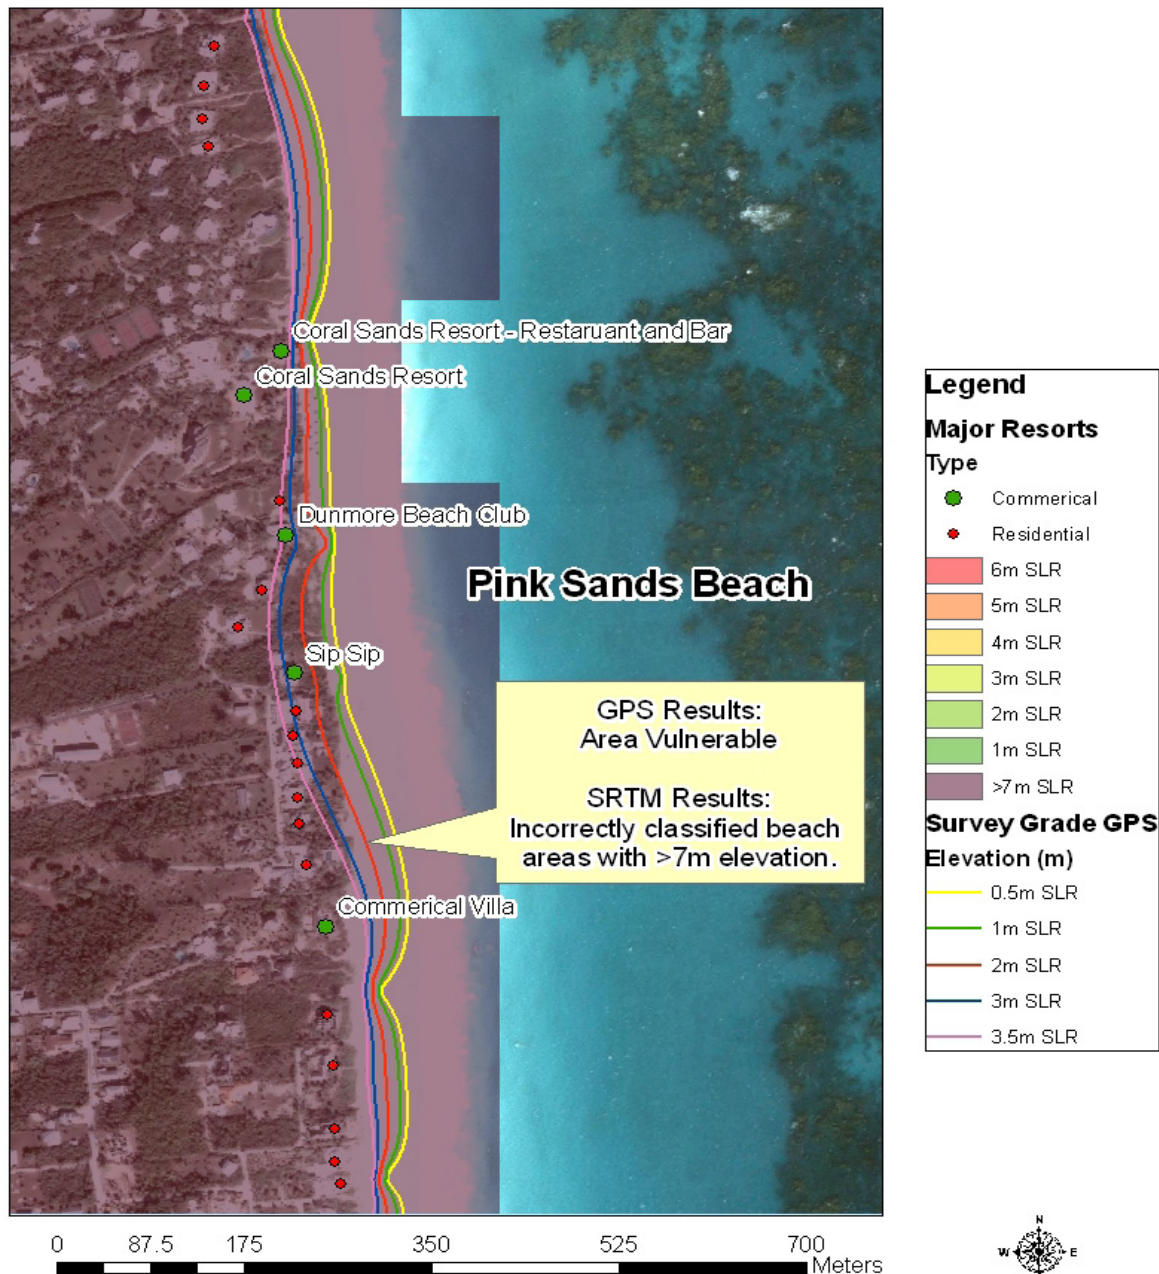 Coral Sands Resort - Restaruant and Bar
Coral Sands Resort
Dunmore Beach Club
Pink Sands Beach
Sip Sip
GPS Results:
Area Vulnerable
SRTM Results:
Incorrectly classified beach
areas with >7m elevation.
Commerical Villa
Legend
Major Resorts
Type
Commerical
Residential
6m SLR
5m SLR
4m SLR
3m SLR
2m SLR
1m SLR
>7m SLR
Survey Grade GPS
Elevation (m)
0.5m SLR
1m SLR
2m SLR
3m SLR
3.5m SLR
0 87.5 175 350 525 700
Meters
N
W E
S